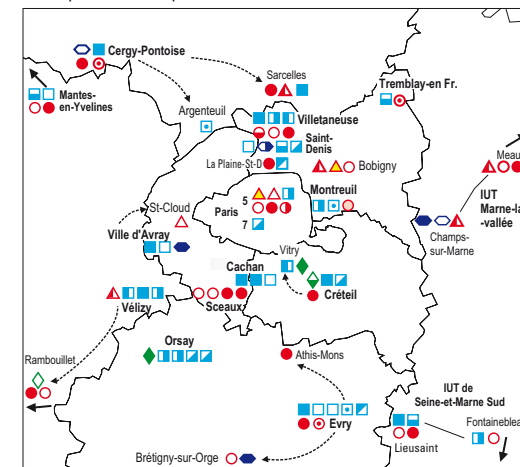 Cergy-Pontoise
Sarcelles
Tremblay-en Fr.
Mantes-
en-Yvelines
Argenteuil
Villetaneuse
Saint-
Denis
La Plaine-St-D
Bobigny
Meau
IUT
Marne-la
-vallée
Champs-
sur-Marne
St-Cloud
5
Paris
7
Montreuil
Ville d'Avray
Vitry
Cachan
Créteil
Vélizy
Sceaux
Orsay
Rambouillet
Athis-Mons
IUT de
Seine-et-Marne Sud
Fontaineblea
Evry
Lieusaint
Brétigny-sur-Orge